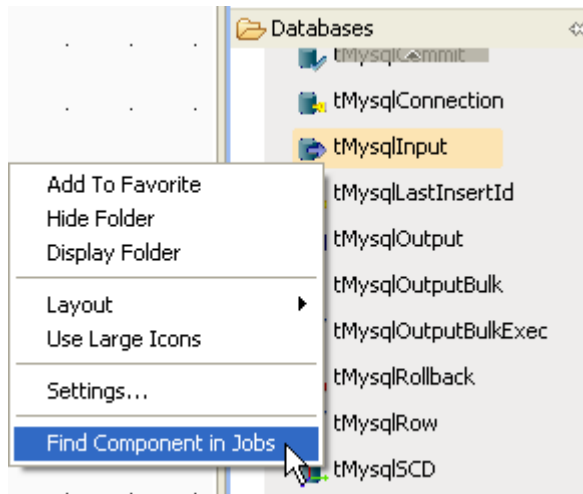 Databases
tMysqlCommit
tMysqlConnection
tMysqlInput
tMysqlLastInsertId
tMysqlOutput
tMysqlOutputBulk
tMysqlOutputBulkExec
tMysqlRollback
tMysqlRow
tMysqlSCD
Add To Favorite
Hide Folder
Display Folder
Layout
Use Large Icons
Settings...
Find Component in Jobs